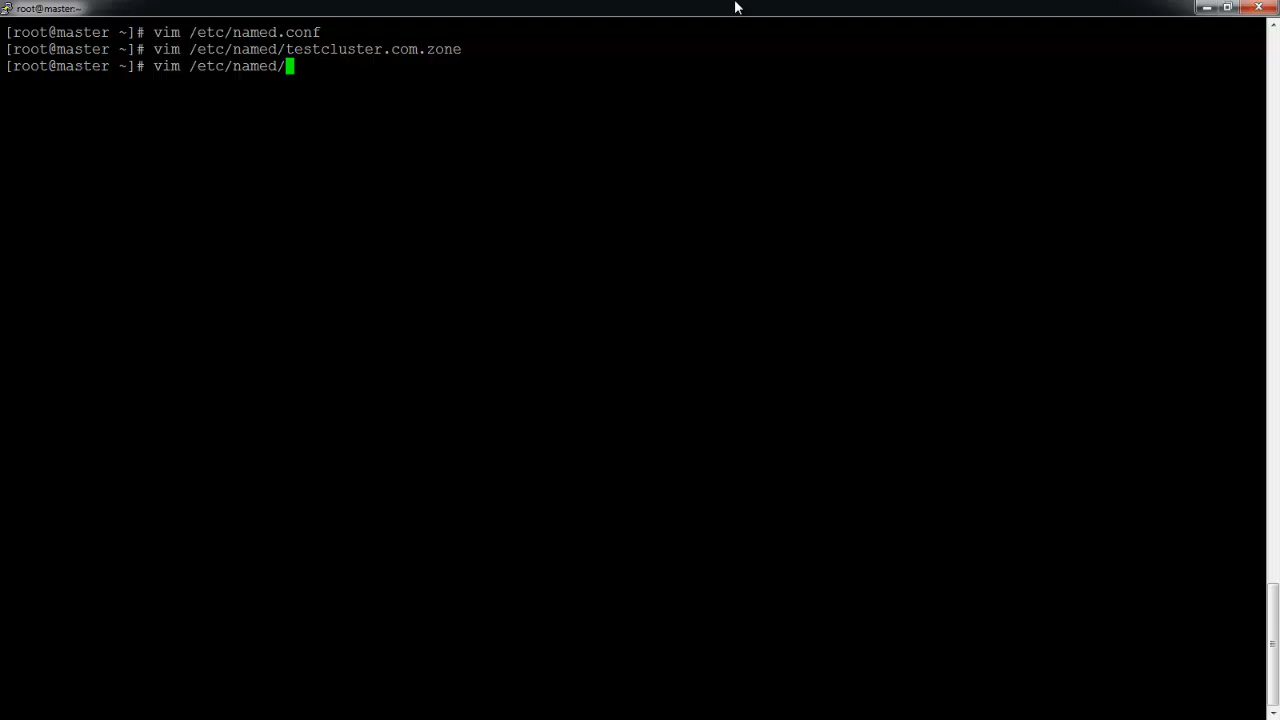 root@master:~
[root@master ~]# vim /etc/named.conf
[root@master ~]# vim /etc/named/testcluster.com.zone
[root@master ~]# vim /etc/named/